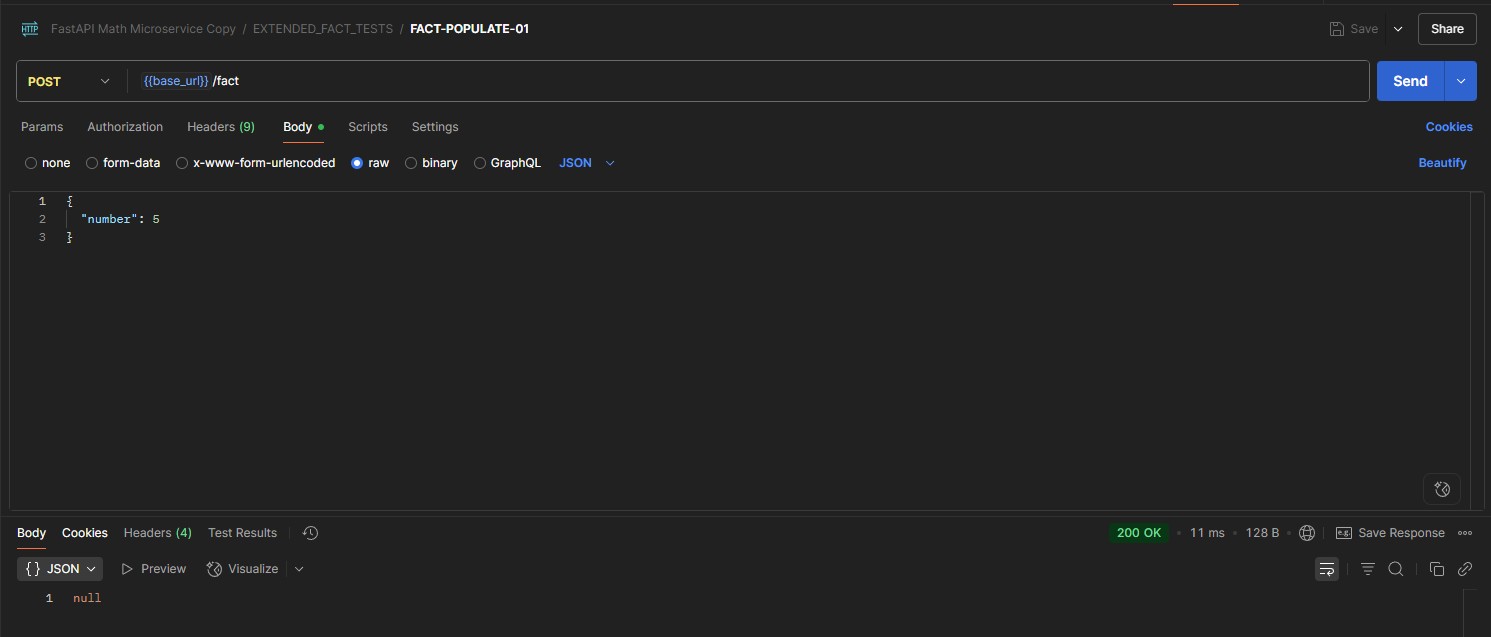 HTTP FastAPI Math Microservice Copy / EXTENDED_FACT_TESTS / FACT-POPULATE-01 Save Share
POST {{base_url}} /fact Send
Params Authorization Headers (9) Body Scripts Settings Cookies
none form-data x-www-form-urlencoded raw binary GraphQL JSON Beautify
1 {
2 "number": 5
3 }
Body Cookies Headers (4) Test Results 200 OK • 11 ms • 128 B • e.g. Save Response
{} JSON Preview Visualize
1 null